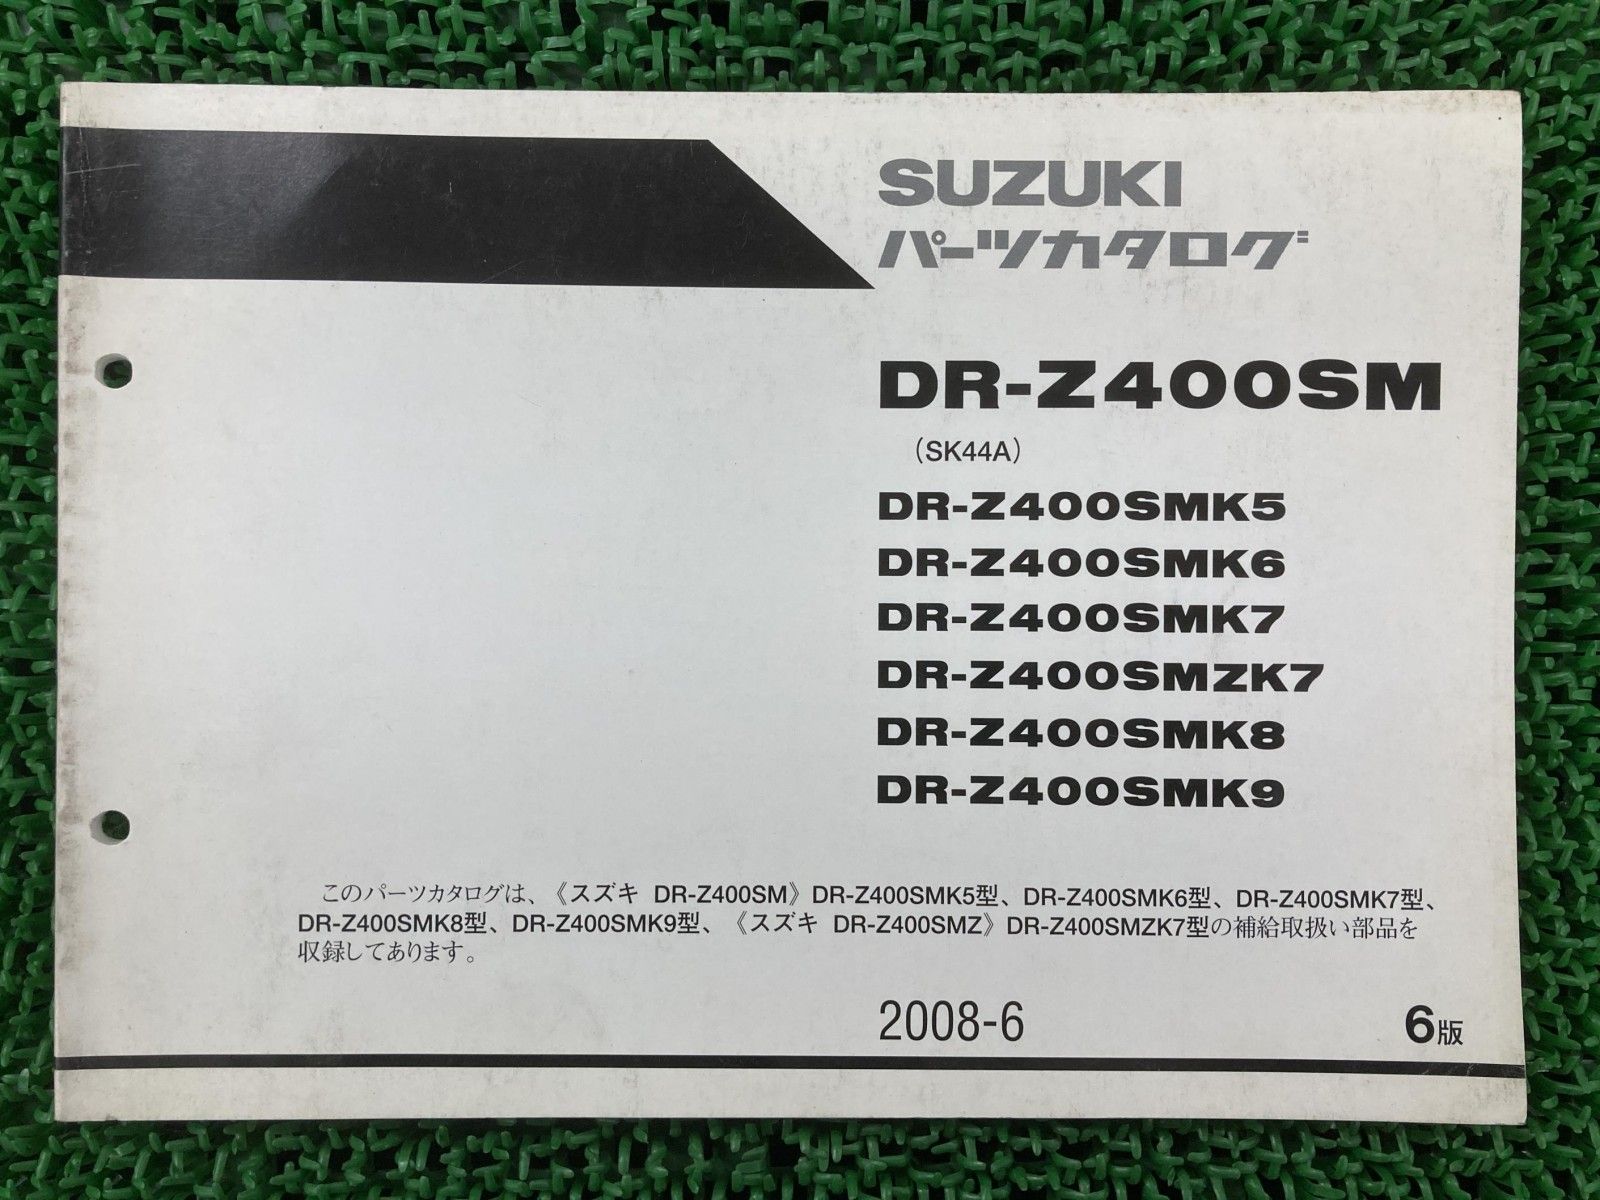 SUZUKI
パーツカタログ
DR-Z400SM
(SK44A)
DR-Z400SMK5
DR-Z400SMK6
DR-Z400SMK7
DR-Z400SMZK7
DR-Z400SMK8
DR-Z400SMK9
このパーツカタログは、《スズキ DR-Z400SM》DR-Z400SMK5型、DR-Z400SMK6型、DR-Z400SMK7型、
DR-Z400SMK8型、DR-Z400SMK9型、《スズキ DR-Z400SMZ》DR-Z400SMZK7型の補給取扱い部品を
収録してあります。
2008-6 6版